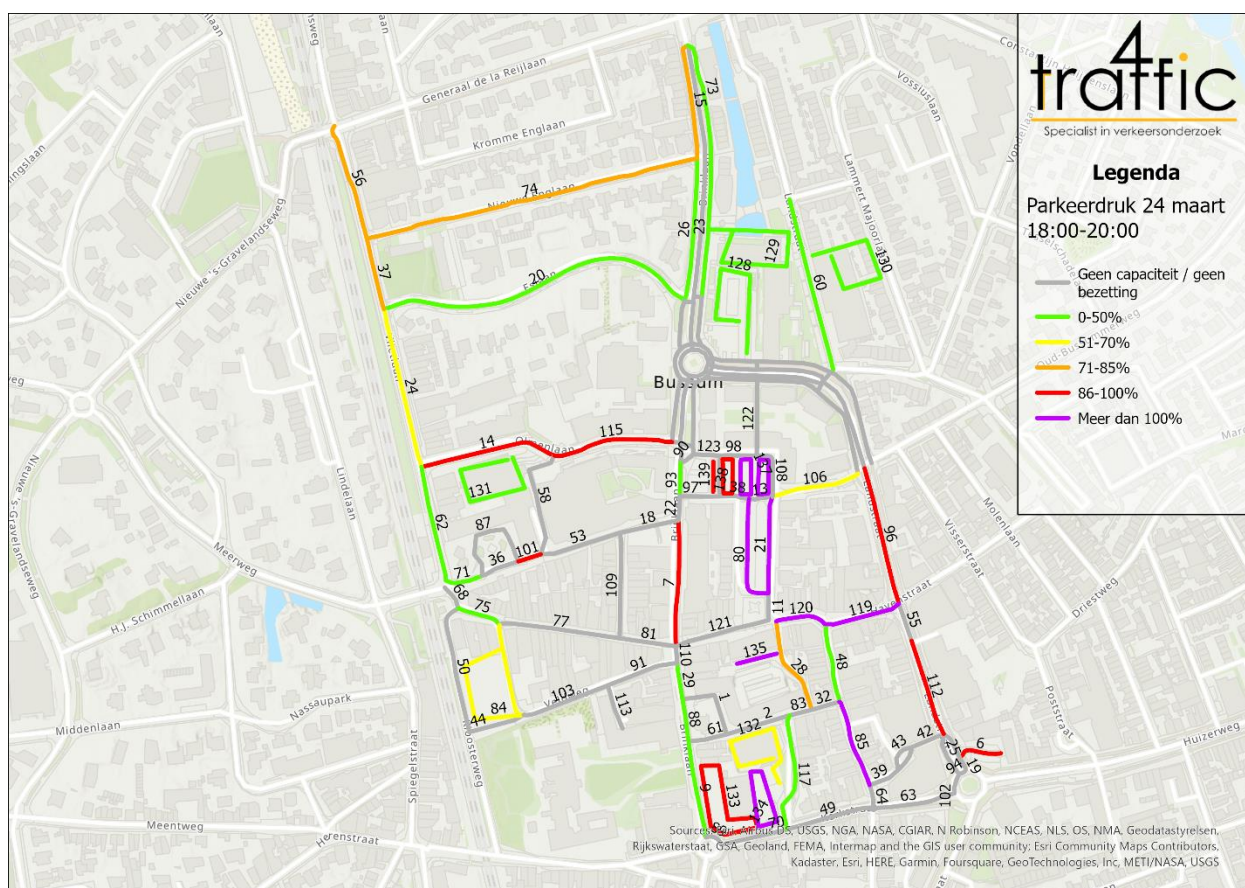 tra4ffic
Specialist in verkeersonderzoek
Legenda
Parkeerdruk 24 maart
18:00-20:00
Geen capaciteit / geen
bezetting
0-50%
51-70%
71-85%
86-100%
Meer dan 100%
Generaal de la Reijlaan
Kromme Englaan
Nieuwe 's-Gravelandseweg
Lindelaan
Meerweg
H.J. Schimmellaan
Nassaupark
Middenlaan
Meentweg
Herenstraat
Spiegelstraat
Moosterweg
Bussum
Landstraat
Lammert Majoorlaan
Vossiuslaan
Oud-Bussummerweg
Molenlaan
Visserstraat
Driestweg
Poststraat
Huizerweg
Brinklaan
73
15
56
74
26
23
37
20
128
129
130
60
24
14
115
122
90
123
98
139
138
108
106
93
97
38
13
131
58
22
62
87
18
53
36
101
80
21
96
71
68
75
109
7
11
120
119
77
81
121
55
110
135
28
48
50
91
29
112
103
84
44
113
1
88
83
32
2
61
132
85
43
42
6
25
19
94
39
117
9
133
64
63
102
49
70
Sources: Esri, Airbus DS, USGS, NGA, NASA, CGIAR, N Robinson, NCEAS, NLS, OS, NMA, Geodatastyrelsen,
Rijkswaterstaat, GSA, Geoland, FEMA, Intermap and the GIS user community; Esri Community Maps Contributors,
Kadaster, Esri, HERE, Garmin, Foursquare, GeoTechnologies, Inc, METI/NASA, USGS